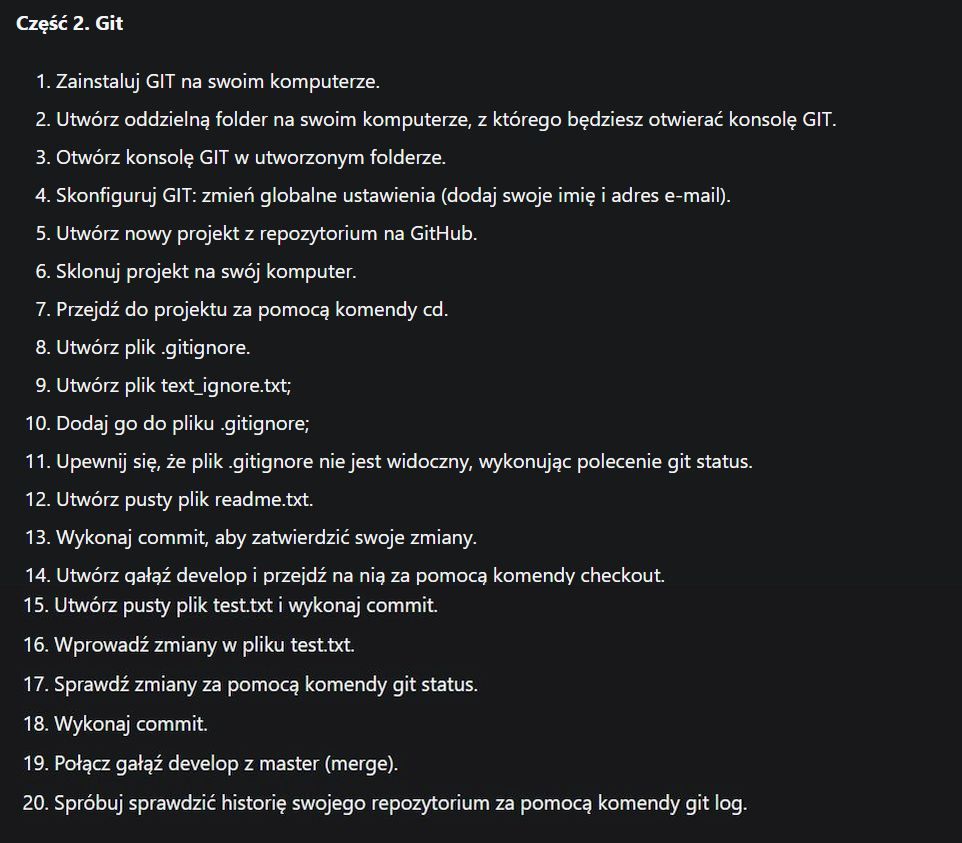 Część 2. Git
1. Zainstaluj GIT na swoim komputerze.
2. Utwórz oddzielną folder na swoim komputerze, z którego będziesz otwierać konsolę GIT.
3. Otwórz konsolę GIT w utworzonym folderze.
4. Skonfiguruj GIT: zmień globalne ustawienia (dodaj swoje imię i adres e-mail).
5. Utwórz nowy projekt z repozytorium na GitHub.
6. Sklonuj projekt na swój komputer.
7. Przejdź do projektu za pomocą komendy cd.
8. Utwórz plik .gitignore.
9. Utwórz plik text_ignore.txt;
10. Dodaj go do pliku .gitignore;
11. Upewnij się, że plik .gitignore nie jest widoczny, wykonując polecenie git status.
12. Utwórz pusty plik readme.txt.
13. Wykonaj commit, aby zatwierdzić swoje zmiany.
14. Utwórz gałąź develop i przejdź na nią za pomocą komendy checkout.
15. Utwórz pusty plik test.txt i wykonaj commit.
16. Wprowadź zmiany w pliku test.txt.
17. Sprawdź zmiany za pomocą komendy git status.
18. Wykonaj commit.
19. Połącz gałąź develop z master (merge).
20. Spróbuj sprawdzić historię swojego repozytorium za pomocą komendy git log.